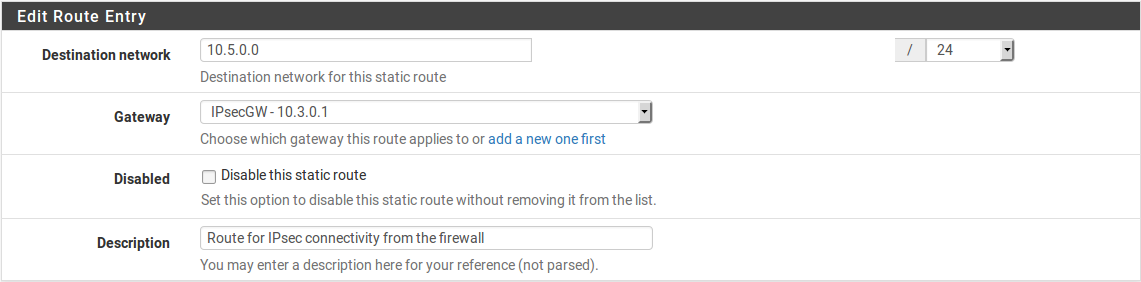 Edit Route Entry
Destination network 10.5.0.0 / 24
Destination network for this static route
Gateway IPsecGW - 10.3.0.1
Choose which gateway this route applies to or add a new one first
Disabled Disable this static route
Set this option to disable this static route without removing it from the list.
Description Route for IPsec connectivity from the firewall
You may enter a description here for your reference (not parsed).